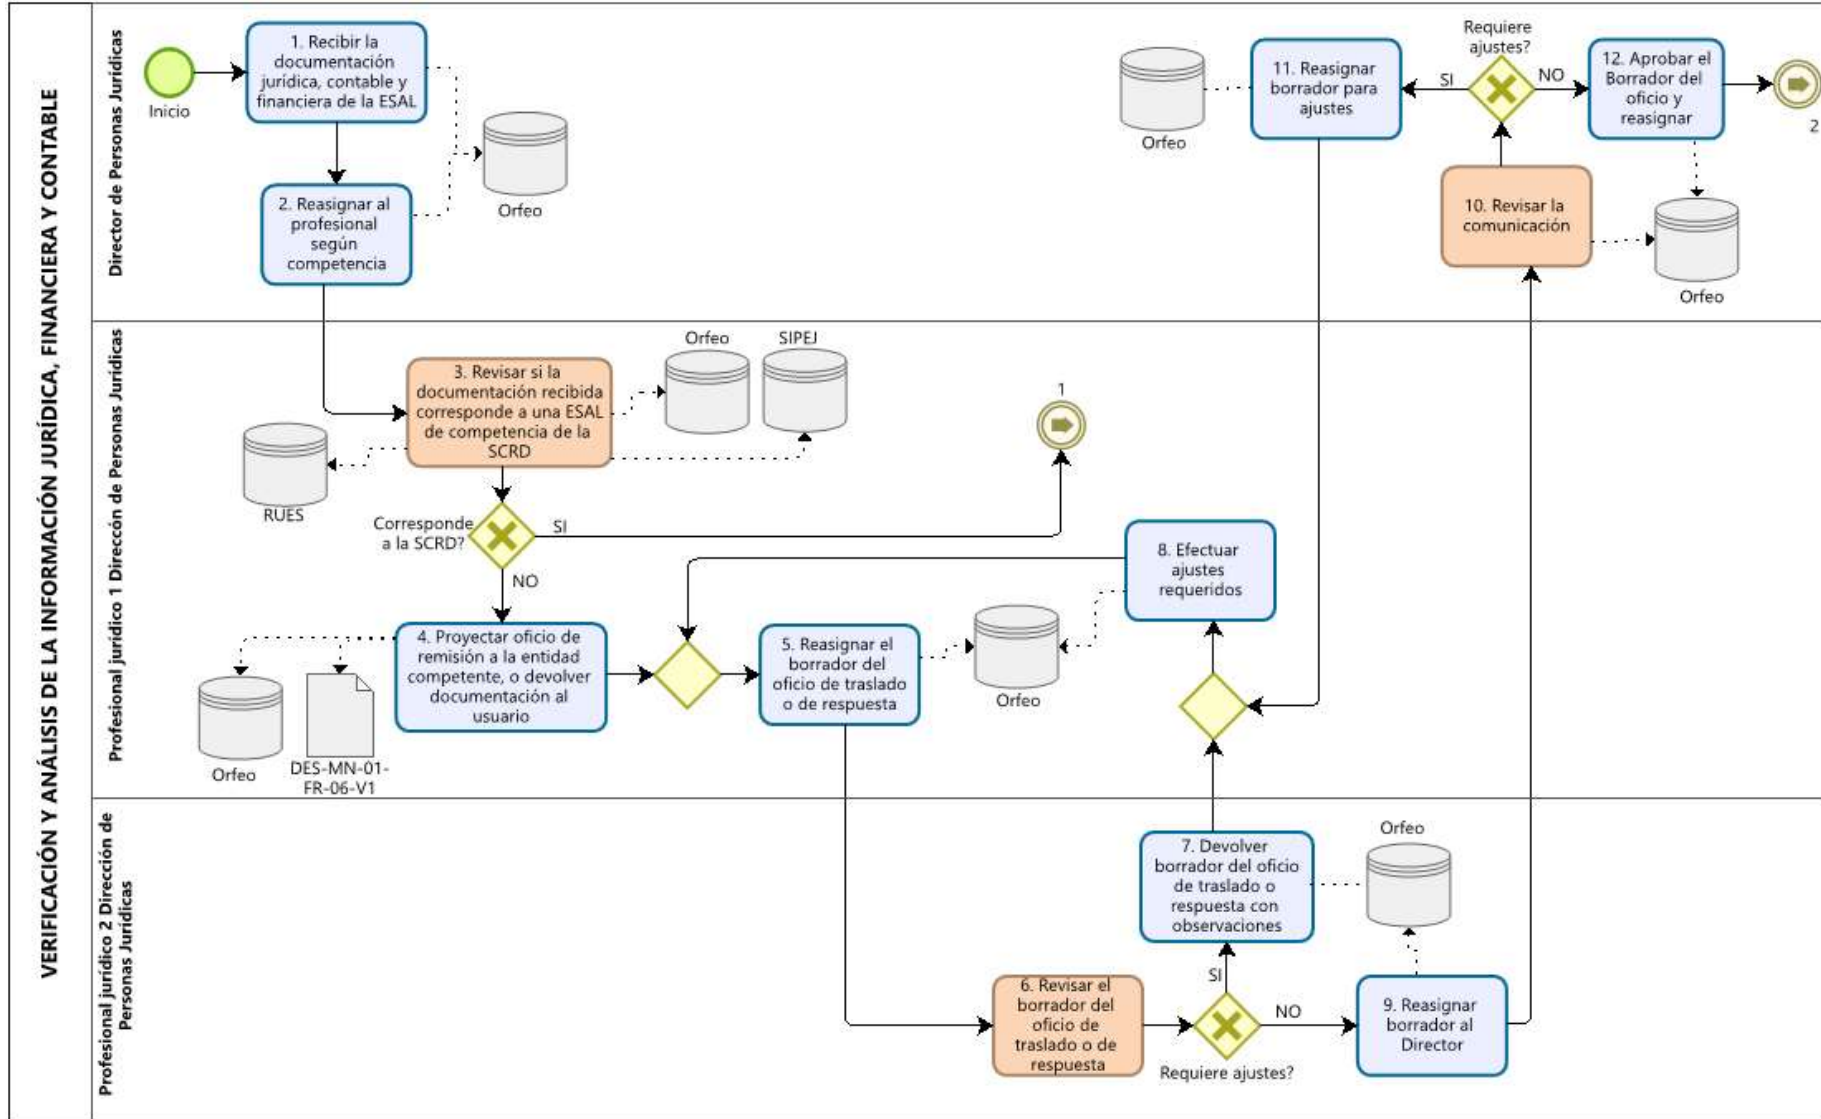 VERIFICACIÓN Y ANÁLISIS DE LA INFORMACIÓN JURÍDICA, FINANCIERA Y CONTABLE
Director de Personas Jurídicas
Inicio
1. Recibir la
documentación
jurídica, contable y
financiera de la ESAL
Orfeo
2. Reasignar al
profesional
según
competencia
Orfeo
11. Reasignar
borrador para
ajustes
SI
Requiere
ajustes?
NO
12. Aprobar el
Borrador del
oficio y
reasignar
2
10. Revisar la
comunicación
Orfeo
Profesional jurídico 1 Direccón de Personas Jurídicas
3. Revisar si la
documentación recibida
corresponde a una ESAL
de competencia de la
SCRD
Orfeo
SIPEJ
RUES
1
Corresponde
a la SCRD?
SI
NO
4. Proyectar oficio de
remisión a la entidad
competente, o devolver
documentación al
usuario
Orfeo
DES-MN-01-
FR-06-V1
5. Reasignar el
borrador del
oficio de traslado
o de respuesta
Orfeo
8. Efectuar
ajustes
requeridos
Profesional jurídico 2 Dirección de
Personas Jurídicas
7. Devolver
borrador del oficio
de traslado o
respuesta con
observaciones
Orfeo
6. Revisar el
borrador del
oficio de
traslado o de
respuesta
SI
NO
Requiere ajustes?
9. Reasignar
borrador al
Director